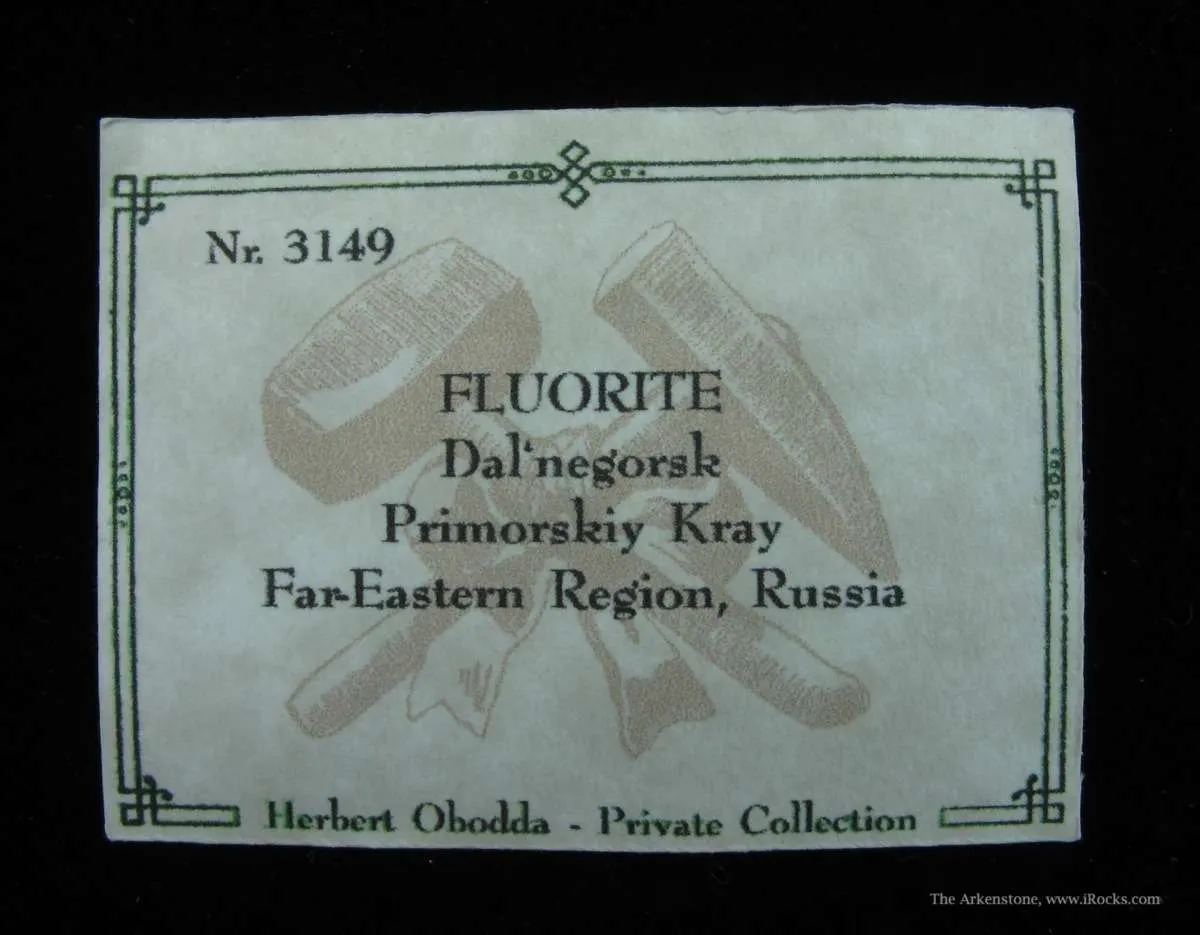 Nr. 3149
FLUORITE
Dal‘negorsk
Primorskiy Kray
Far-Eastern Region, Russia
Herbert Obodda - Private Collection
The Arkenstone, www.iRocks.com